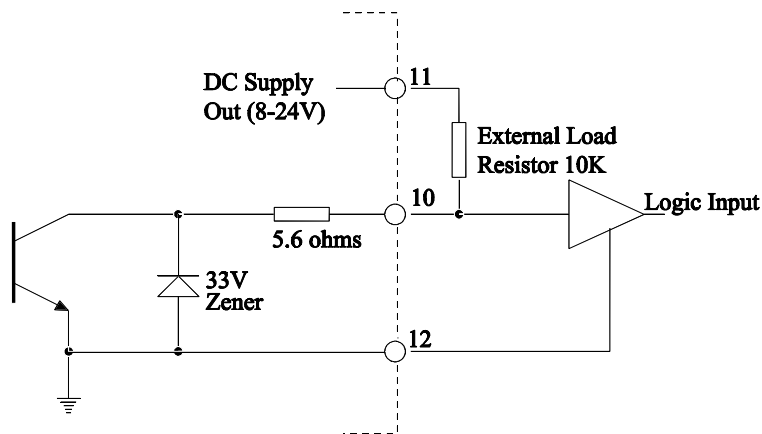 DC Supply
Out (8-24V)
11
External Load
Resistor 10K
10
Logic Input
5.6 ohms
33V
Zener
12